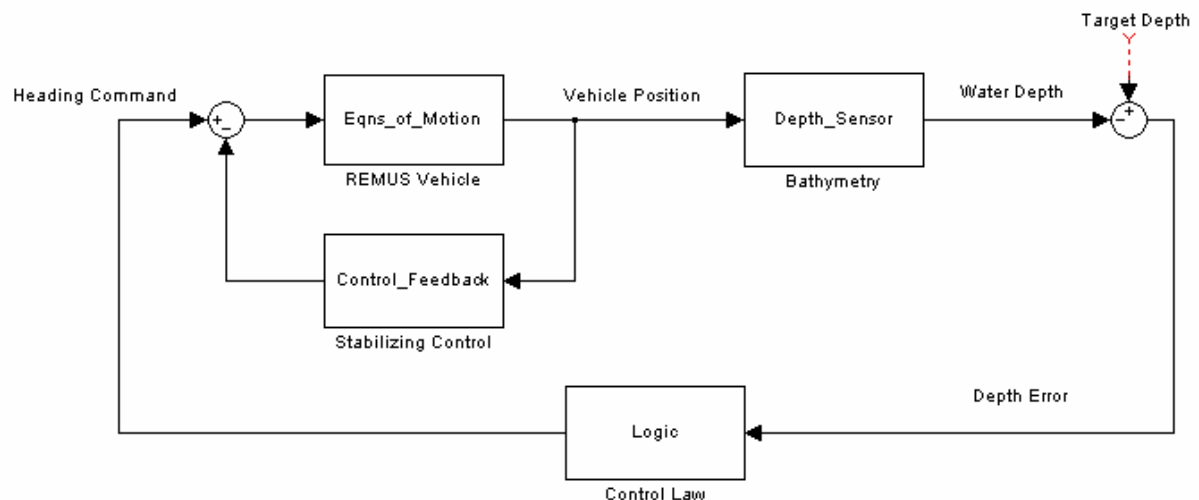 Target Depth
Heading Command
Vehicle Position
Water Depth
+
-
Eqns_of_Motion
Depth_Sensor
-
+
REMUS Vehicle
Bathymetry
Control_Feedback
Stabilizing Control
Depth Error
Logic
Control Law